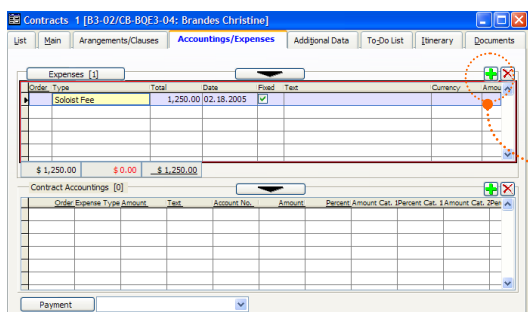 Contracts 1 [B3-02/CB-BQE3-04: Brandes Christine]
List Main Arangements/Clauses Accountings/Expenses Additional Data To-Do List Itinerary Documents
Expenses [1]
Order Type Total Date Fixed Text Currency Amou
Soloist Fee 1,250.00 02.18.2005
$ 1,250.00 $ 0.00 $ 1,250.00
Contract Accountings [0]
Order Expense Type Amount Text Account No. Amount Percent Amount Cat. 1 Percent Cat. 1 Amount Cat. 2 Per
Payment